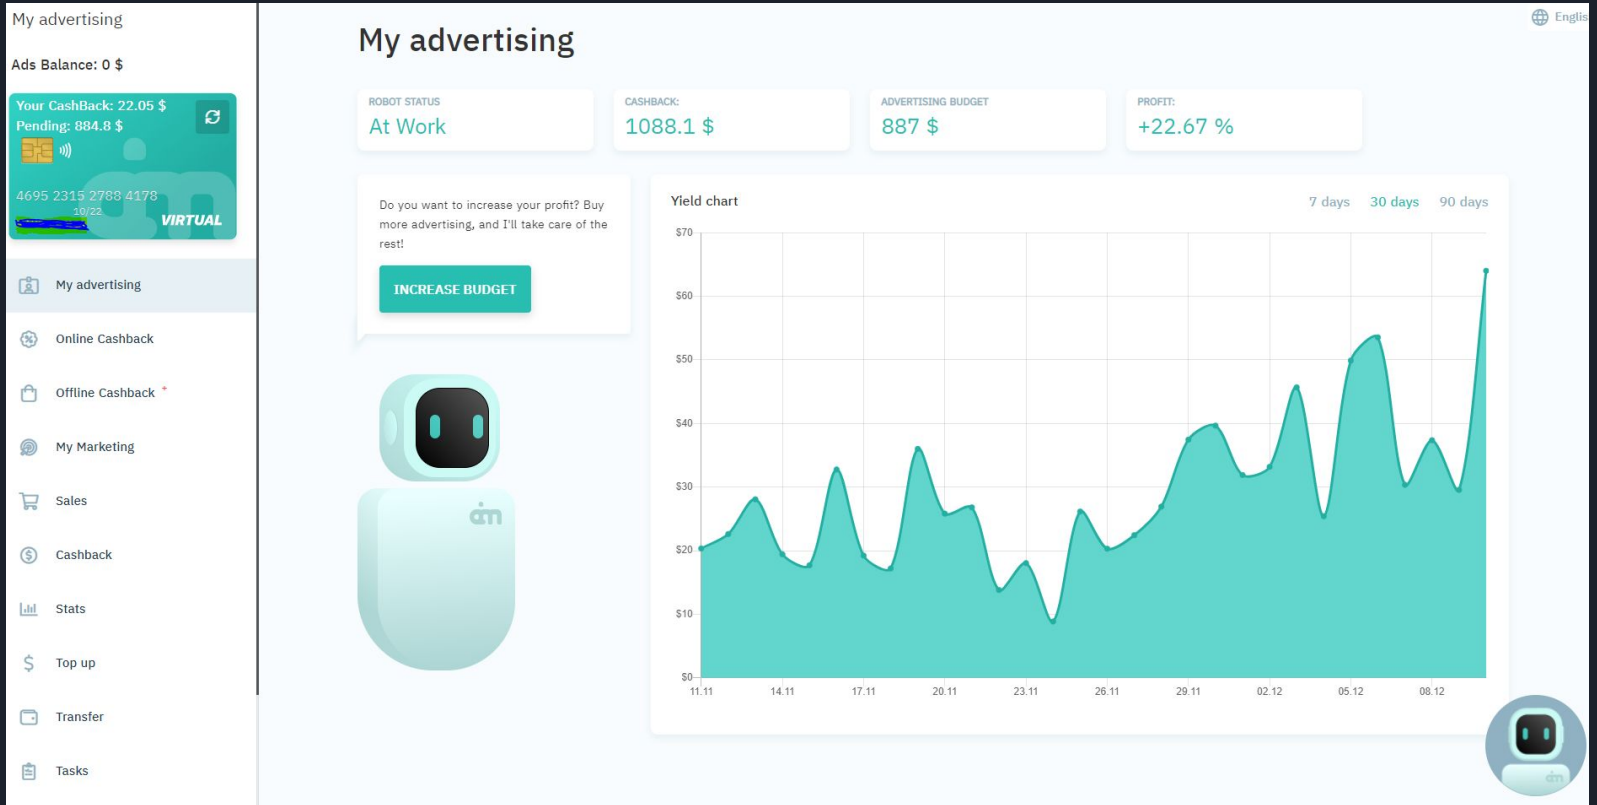 My advertising
Ads Balance: 0 $
Your CashBack: 22.05 $
Pending: 884.8 $
4695 2315 2788 4178
10/22
VIRTUAL
My advertising
Online Cashback
Offline Cashback *
My Marketing
Sales
Cashback
Stats
Top up
Transfer
Tasks
Englis
My advertising
ROBOT STATUS
At Work
CASHBACK:
1088.1 $
ADVERTISING BUDGET
887 $
PROFIT:
+22.67 %
Do you want to increase your profit? Buy
more advertising, and I'll take care of the
rest!
INCREASE BUDGET
am
Yield chart
7 days 30 days 90 days
$70
$60
$50
$40
$30
$20
$10
$0
11.11 14.11 17.11 20.11 23.11 26.11 29.11 02.12 05.12 08.12
am